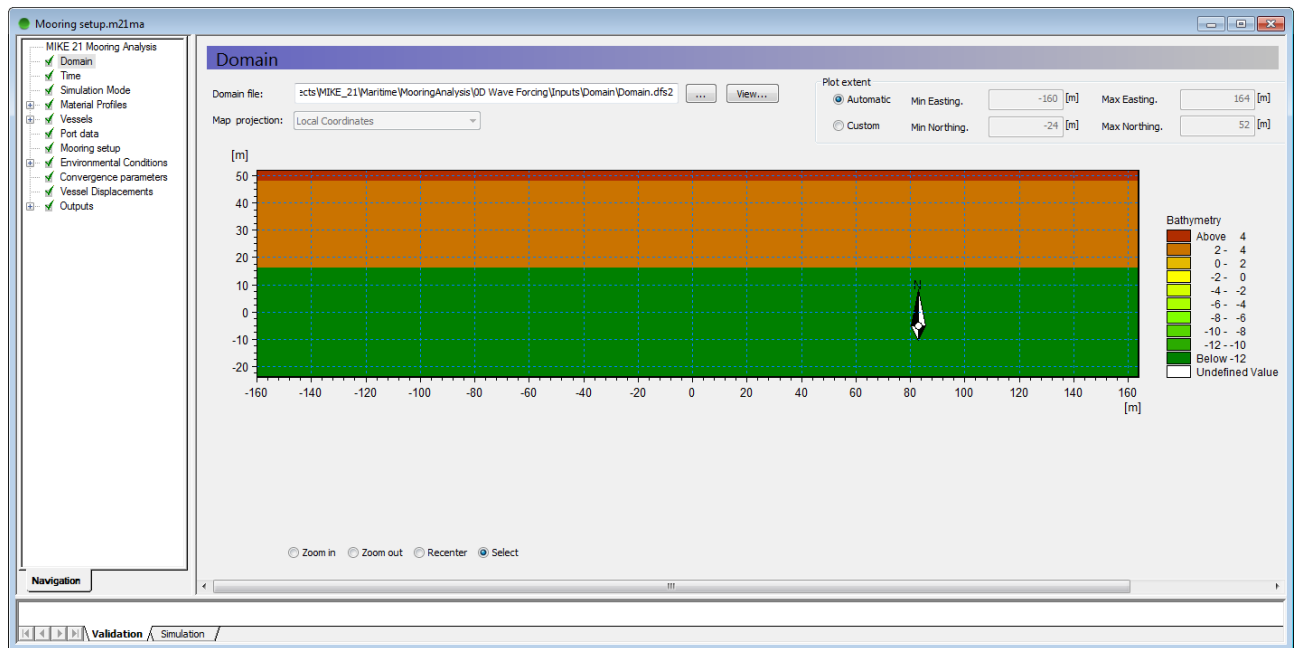 Mooring setup.m21ma
MIKE 21 Mooring Analysis
Domain
Time
Simulation Mode
Material Profiles
Vessels
Port data
Mooring setup
Environmental Conditions
Convergence parameters
Vessel Displacements
Outputs
Navigation
Domain
Domain file: :cts\MIKE_21\Maritime\MooringAnalysis\0D Wave Forcing\Inputs\Domain\Domain.dfs2 ... View...
Map projection: Local Coordinates
Plot extent
Automatic Min Easting. -160 [m] Max Easting. 164 [m]
Custom Min Northing. -24 [m] Max Northing. 52 [m]
[m]
50
40
30
20
10
0
-10
-20
N
-160 -140 -120 -100 -80 -60 -40 -20 0 20 40 60 80 100 120 140 160
[m]
Bathymetry
Above 4
2 - 4
0 - 2
-2 - 0
-4 - -2
-6 - -4
-8 - -6
-10 - -8
-12 - -10
Below -12
Undefined Value
Zoom in Zoom out Recenter Select
Validation Simulation